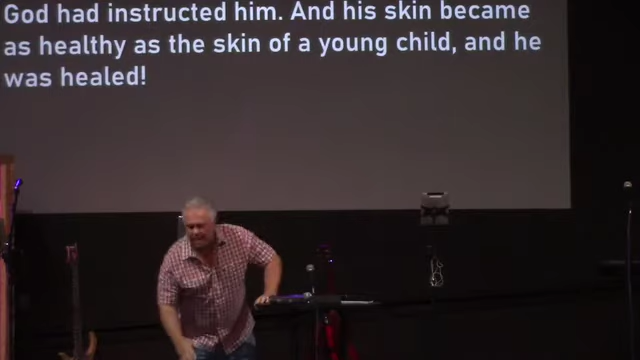 God had instructed him. And his skin became
as healthy as the skin of a young child, and he
was healed!